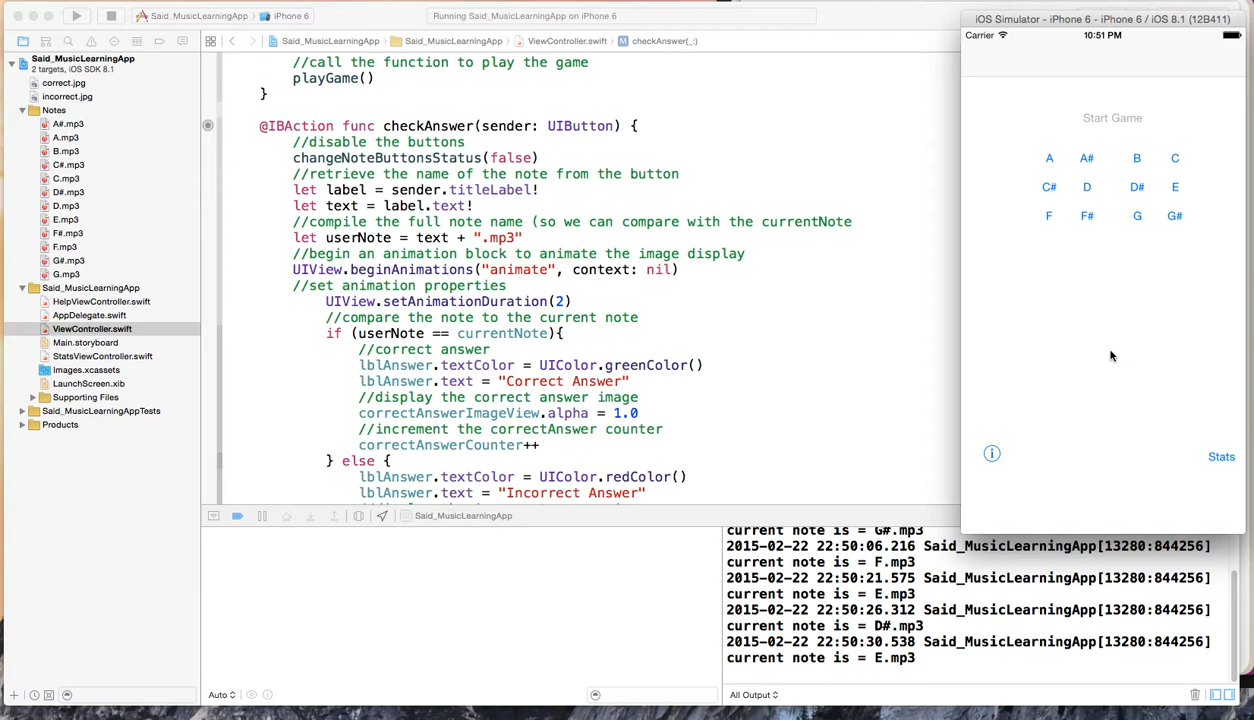 Said_MusicLearningApp
iPhone 6
Running Said_MusicLearningApp on iPhone 6
iOS Simulator - iPhone 6 - iPhone 6 / iOS 8.1 (12B411)
Carrier
10:51 PM
Said_MusicLearningApp
2 targets, iOS SDK 8.1
correct.jpg
incorrect.jpg
Notes
A#.mp3
A.mp3
B.mp3
C#.mp3
C.mp3
D#.mp3
D.mp3
E.mp3
F#.mp3
F.mp3
G#.mp3
G.mp3
Said_MusicLearningApp
HelpViewController.swift
AppDelegate.swift
ViewController.swift
Main.storyboard
StatsViewController.swift
Images.xcassets
LaunchScreen.xib
Supporting Files
Said_MusicLearningAppTests
Products
Said_MusicLearningApp
Said_MusicLearningApp
ViewController.swift
M checkAnswer(_:)
//call the function to play the game
playGame()
}
@IBAction func checkAnswer(sender: UIButton) {
//disable the buttons
changeNoteButtonsStatus(false)
//retrieve the name of the note from the button
let label = sender.titleLabel!
let text = label.text!
//compile the full note name (so we can compare with the currentNote
let userNote = text + ".mp3"
//begin an animation block to animate the image display
UIView.beginAnimations("animate", context: nil)
//set animation properties
UIView.setAnimationDuration(2)
//compare the note to the current note
if (userNote == currentNote){
//correct answer
lblAnswer.textColor = UIColor.greenColor()
lblAnswer.text = "Correct Answer"
//display the correct answer image
correctAnswerImageView.alpha = 1.0
//increment the correctAnswer counter
correctAnswerCounter++
} else {
lblAnswer.textColor = UIColor.redColor()
lblAnswer.text = "Incorrect Answer"
Start Game
A A# B C
C# D D# E
F F# G G#
i
Stats
Said_MusicLearningApp
current note is = G#.mp3
2015-02-22 22:50:06.216 Said_MusicLearningApp[13280:844256]
current note is = F.mp3
2015-02-22 22:50:21.575 Said_MusicLearningApp[13280:844256]
current note is = E.mp3
2015-02-22 22:50:26.312 Said_MusicLearningApp[13280:844256]
current note is = D#.mp3
2015-02-22 22:50:30.538 Said_MusicLearningApp[13280:844256]
current note is = E.mp3
Auto
All Output